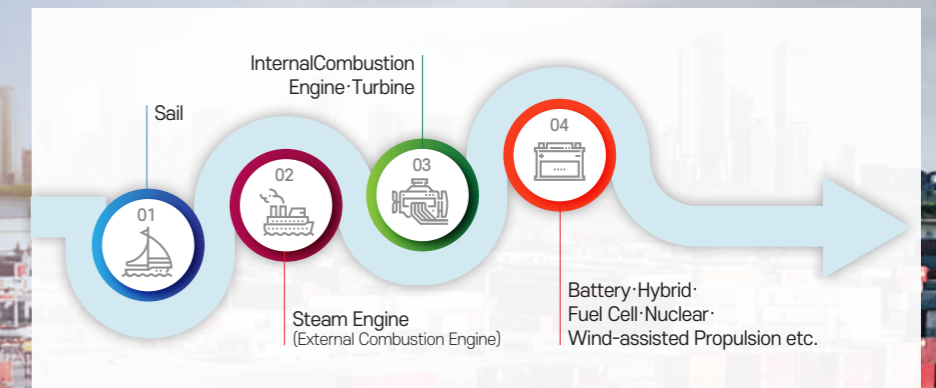 01
Sail
02
Steam Engine
(External Combustion Engine)
03
InternalCombustion
Engine·Turbine
04
Battery·Hybrid·
Fuel Cell·Nuclear·
Wind-assisted Propulsion etc.